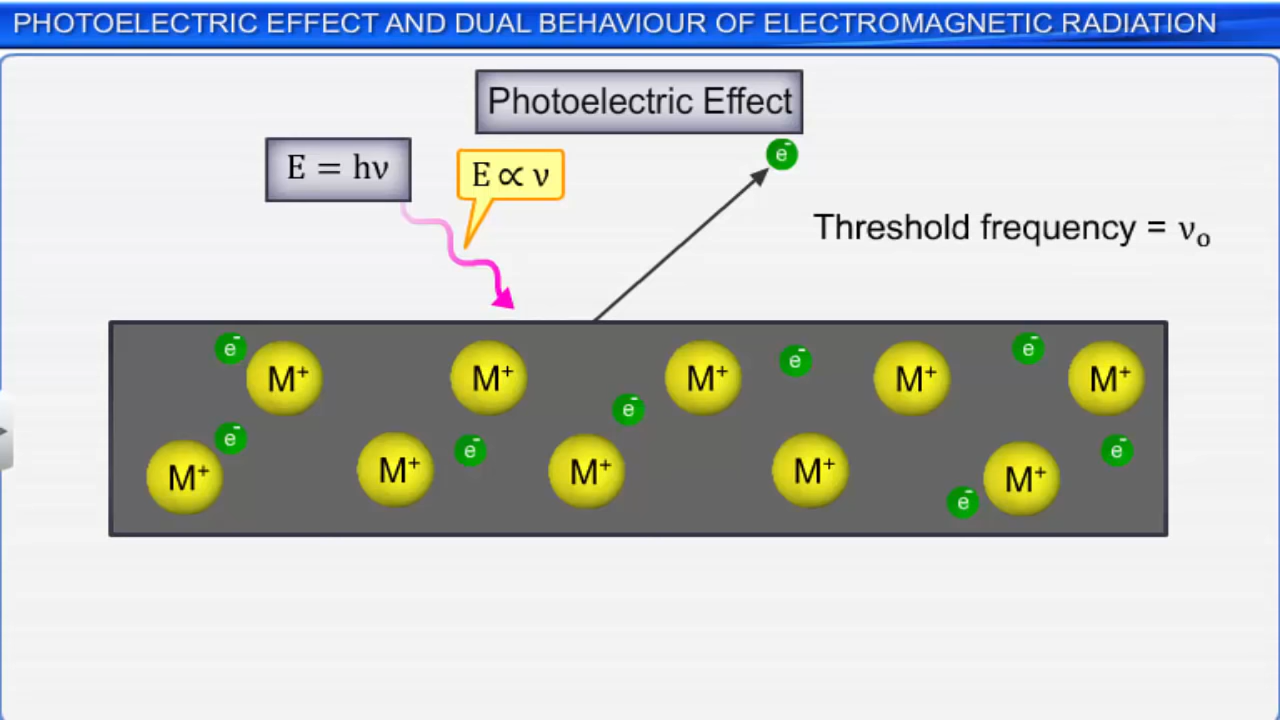 PHOTOELECTRIC EFFECT AND DUAL BEHAVIOUR OF ELECTROMAGNETIC RADIATION
Photoelectric Effect
E = hν
E ∝ ν
e⁻
Threshold frequency = νₒ
e⁻
M⁺
M⁺
M⁺
e⁻
M⁺
e⁻
M⁺
e⁻
M⁺
e⁻
M⁺
e⁻
M⁺
M⁺
e⁻
M⁺
e⁻